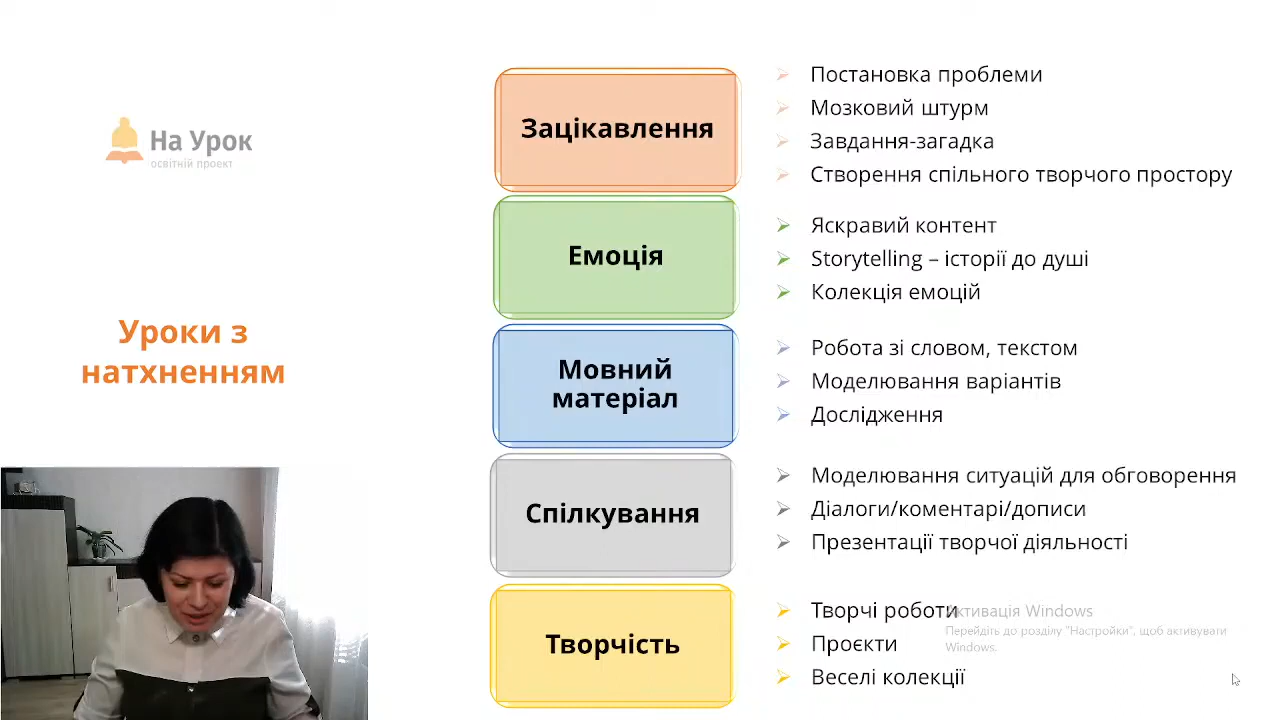 На Урок
освітній проект
Уроки з
натхненням
Зацікавлення
Постановка проблеми
Мозковий штурм
Завдання-загадка
Створення спільного творчого простору
Емоція
Яскравий контент
Storytelling – історії до душі
Колекція емоцій
Мовний
матеріал
Робота зі словом, текстом
Моделювання варіантів
Дослідження
Спілкування
Моделювання ситуацій для обговорення
Діалоги/коментарі/дописи
Презентації творчої діяльності
Творчість
Творчі роботи
Проєкти
Веселі колекції
Активація Windows
Перейдіть до розділу "Настройки", щоб активувати
Windows.